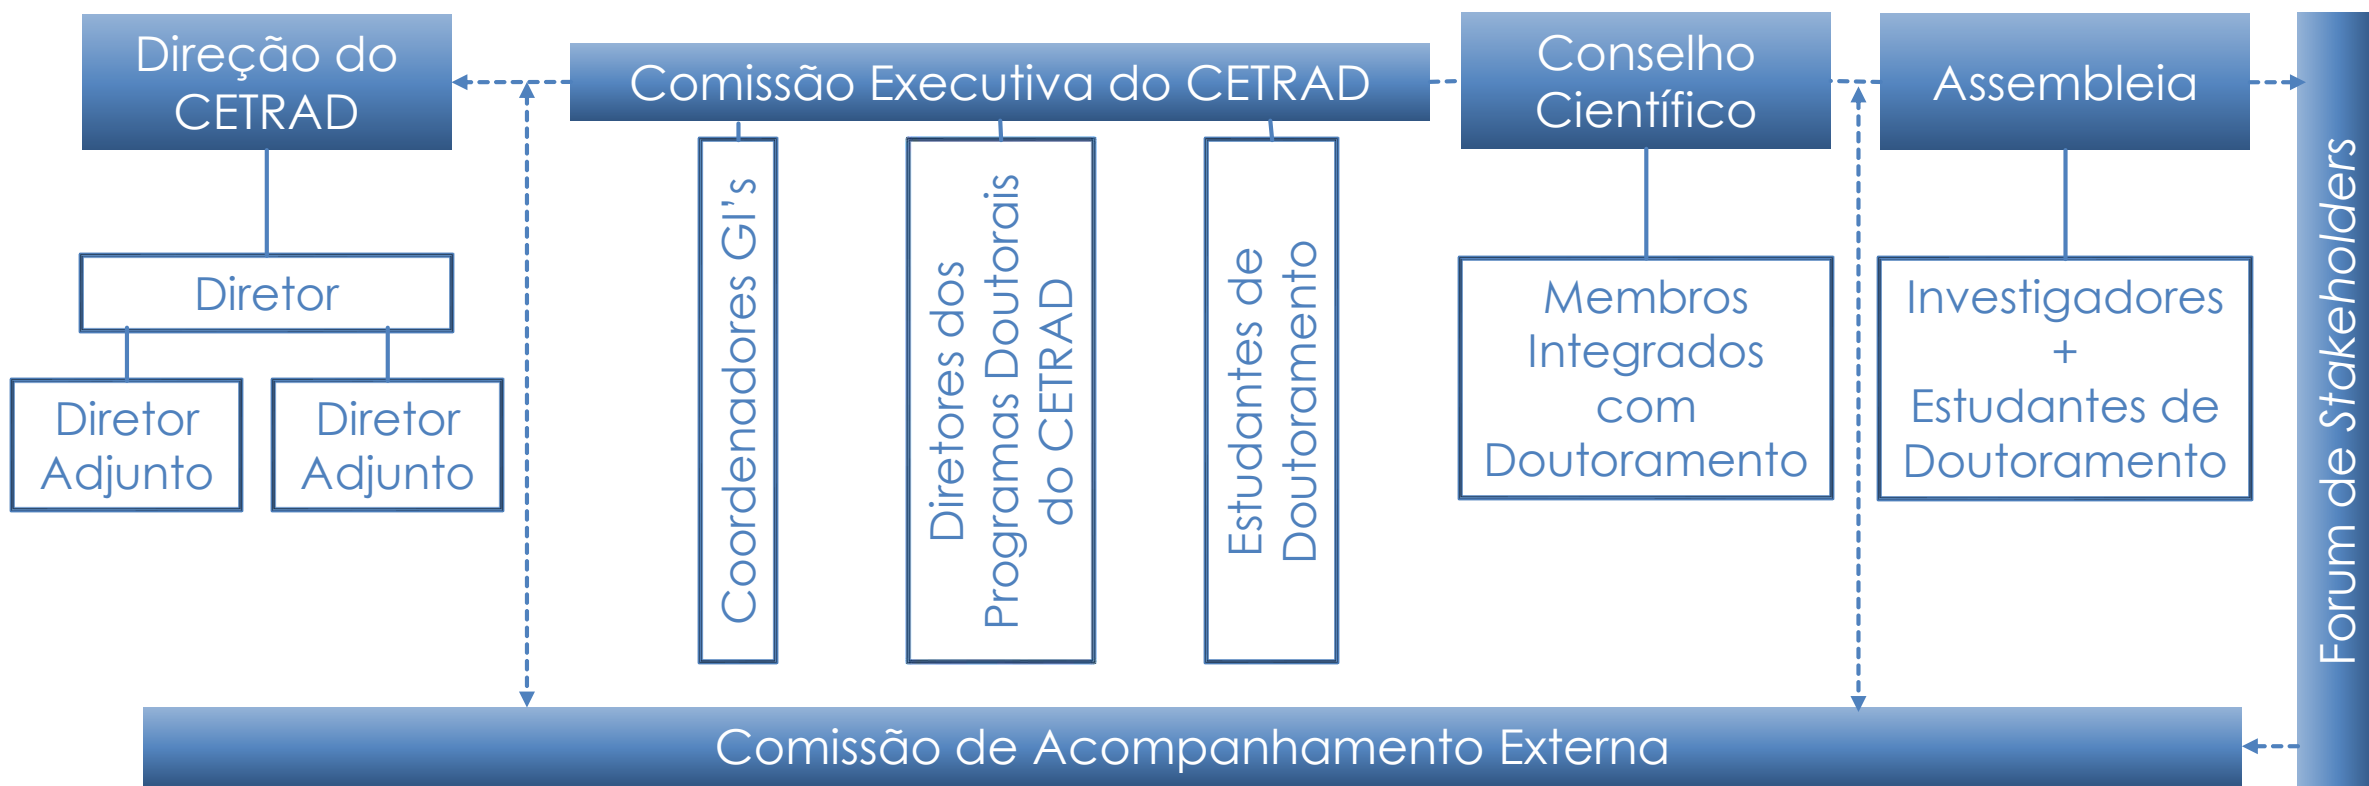 Direção do
CETRAD
Comissão Executiva do CETRAD
Conselho
Científico
Assembleia
Forum de Stakeholders
Diretor
Diretor
Adjunto
Diretor
Adjunto
Coordenadores GI's
Diretores dos
Programas Doutorais
do CETRAD
Estudantes de
Doutoramento
Membros
Integrados
com
Doutoramento
Investigadores
+
Estudantes de
Doutoramento
Comissão de Acompanhamento Externa